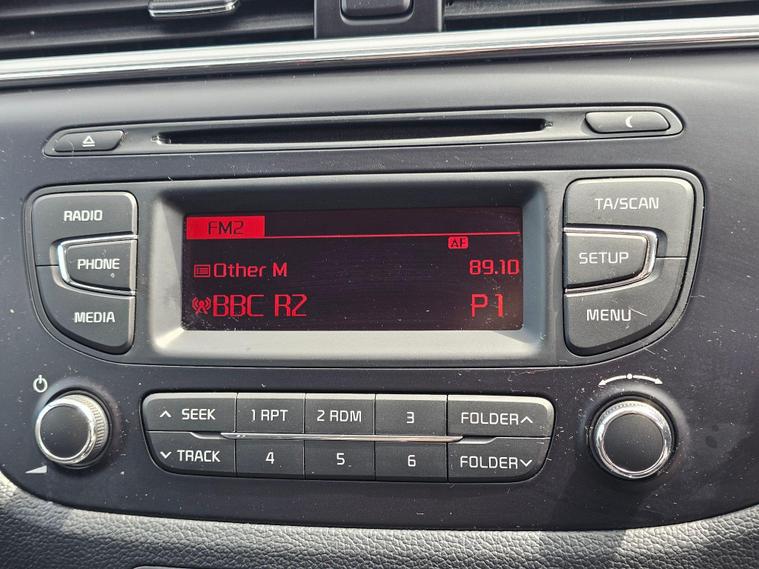 RADIO
PHONE
MEDIA
FM2
AF
Other M 89.10
BBC R2 P1
TA/SCAN
SETUP
MENU
SEEK 1 RPT 2 RDM 3 FOLDER
TRACK 4 5 6 FOLDER